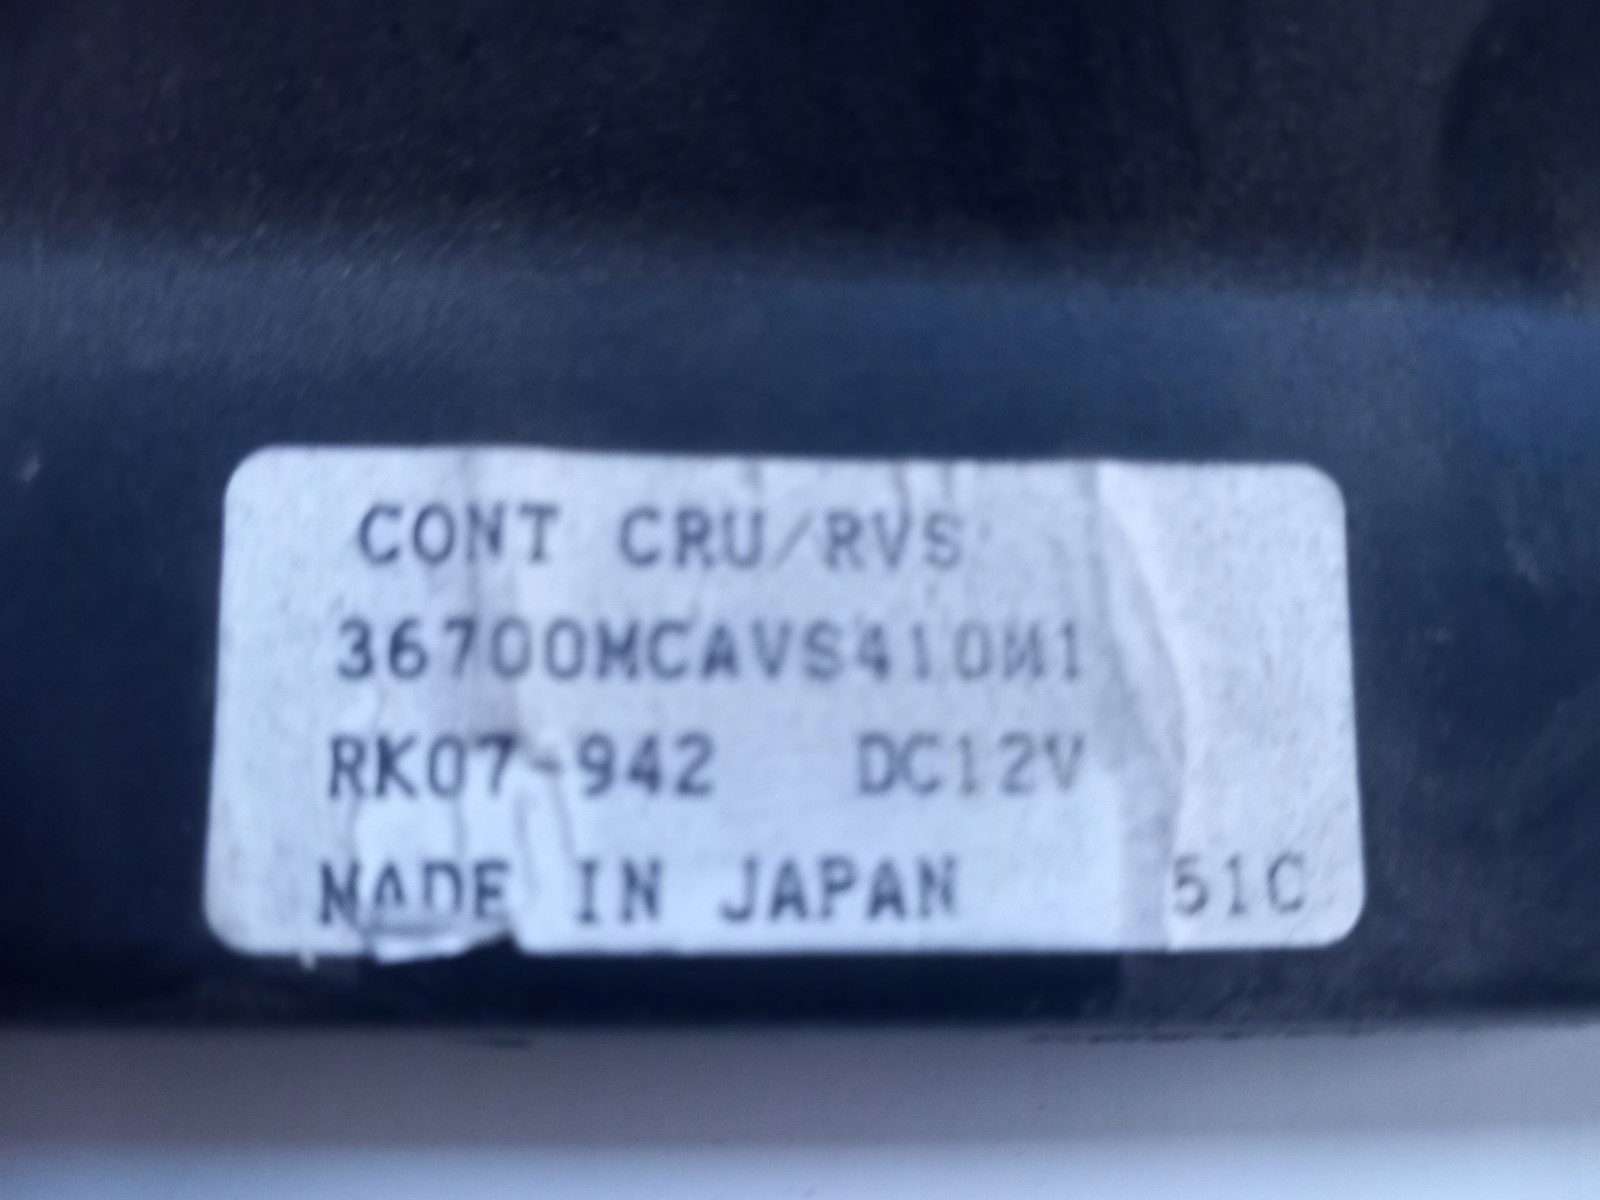 CONT CRU/RVS
36700MCAVS410M1
RK07-942 DC12V
MADE IN JAPAN 51C